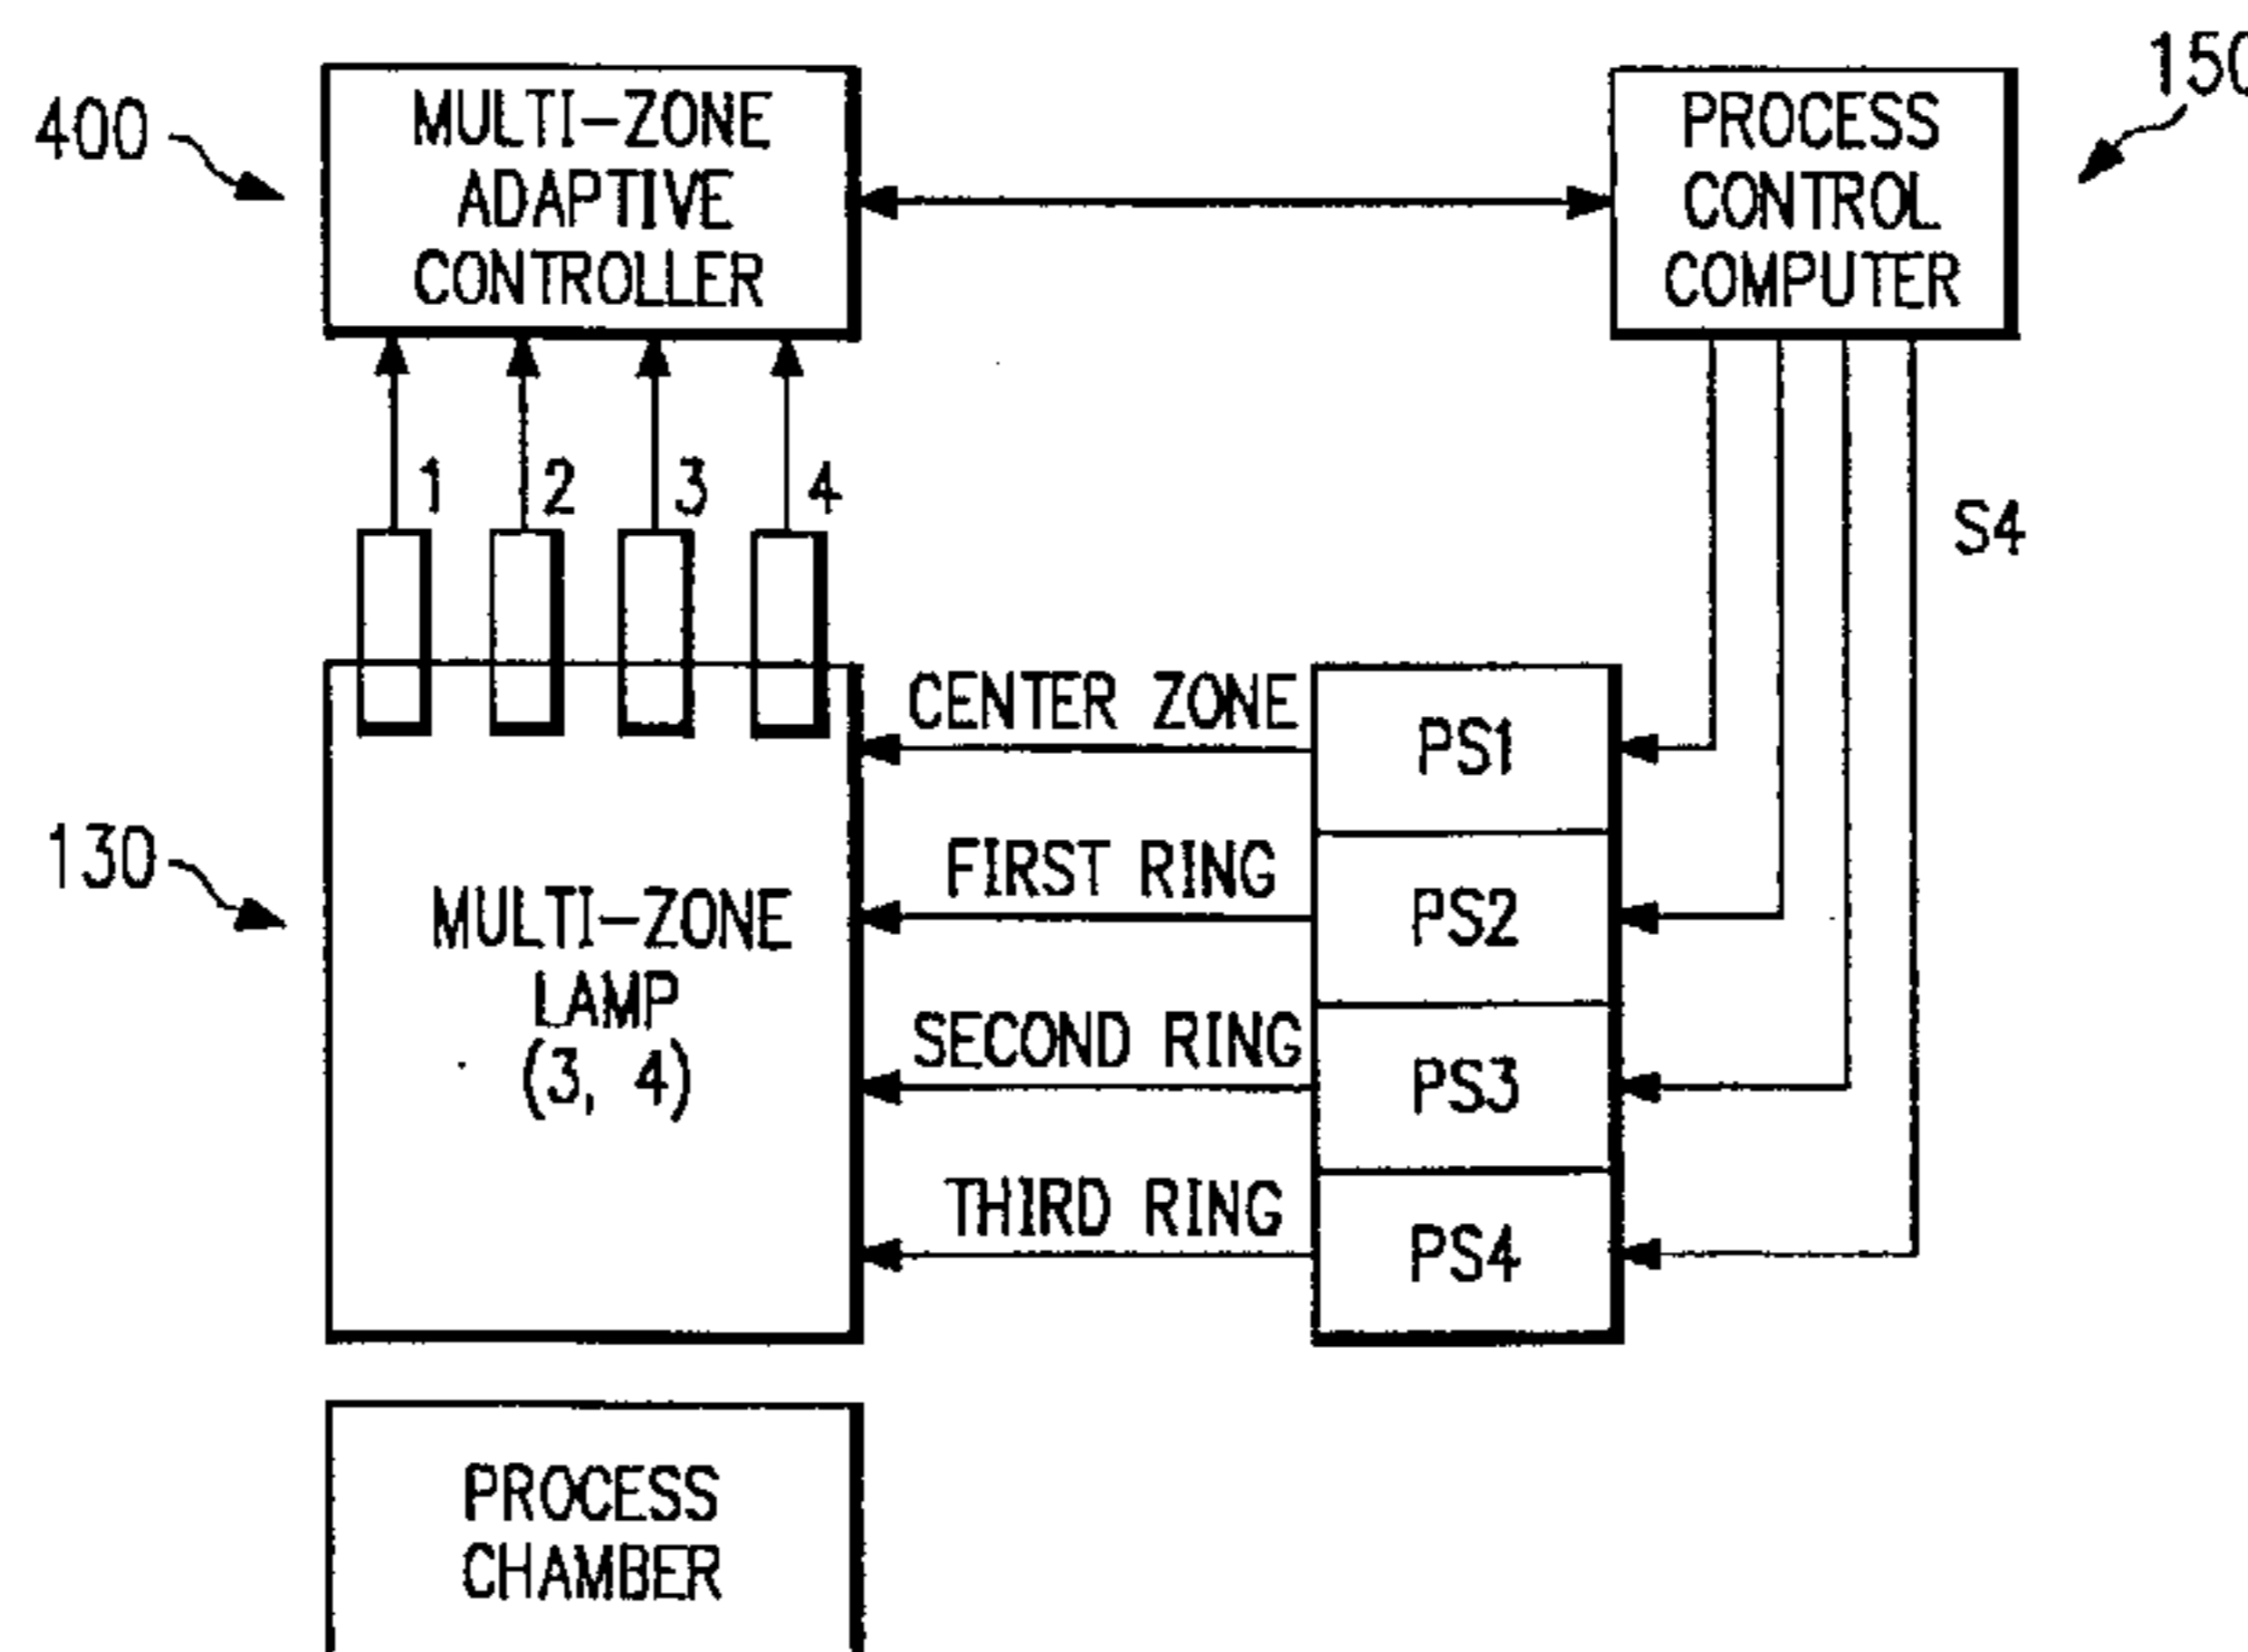 400
MULTI-ZONE
ADAPTIVE
CONTROLLER
PROCESS
CONTROL
COMPUTER
150
1
2
3
4
S4
130
MULTI-ZONE
LAMP
(3, 4)
CENTER ZONE
FIRST RING
SECOND RING
THIRD RING
PS1
PS2
PS3
PS4
PROCESS
CHAMBER